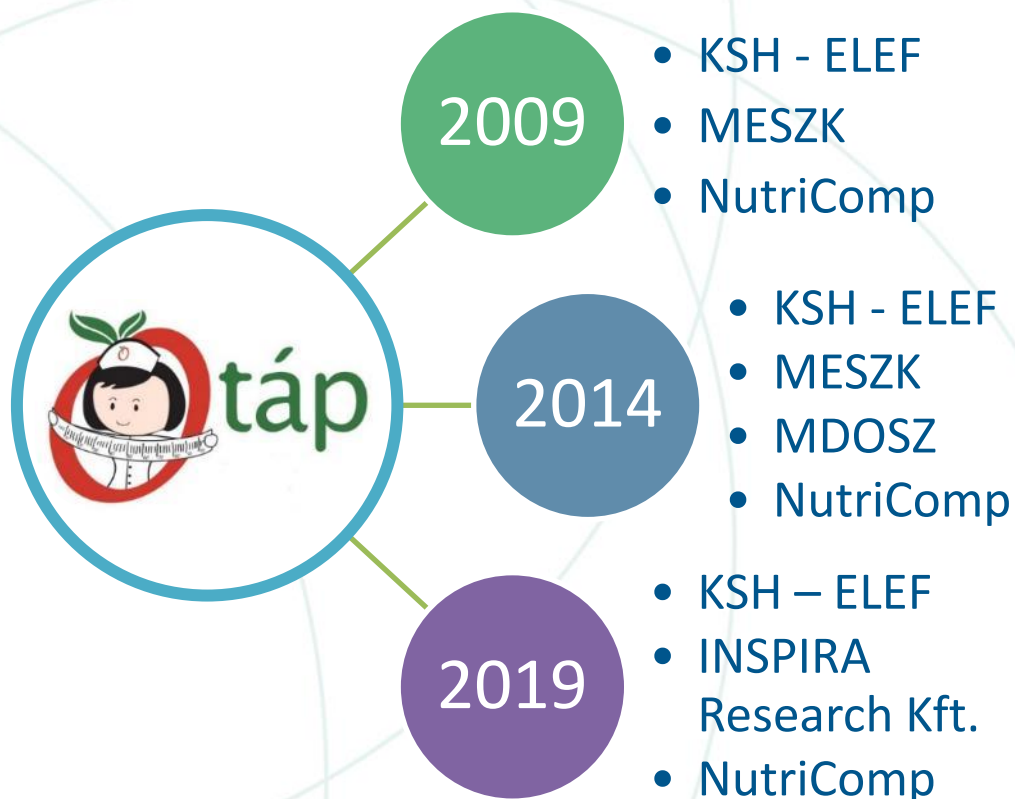 2009
• KSH - ELEF
• MESZK
• NutriComp
táp
2014
• KSH - ELEF
• MESZK
• MDOSZ
• NutriComp
2019
• KSH – ELEF
• INSPIRA
Research Kft.
• NutriComp